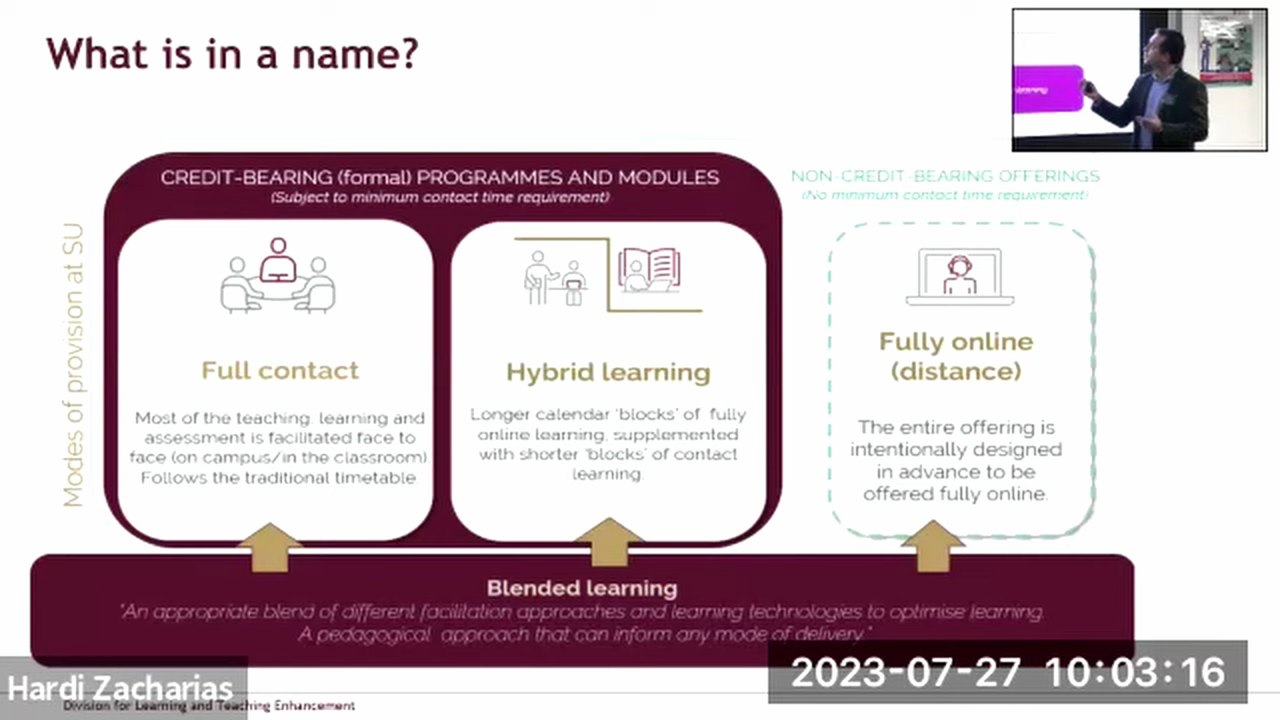 What is in a name?
CREDIT-BEARING (formal) PROGRAMMES AND MODULES
(Subject to minimum contact time requirement)
NON-CREDIT-BEARING OFFERINGS
(No minimum contact time requirement)
Modes of provision at SU
Full contact
Most of the teaching, learning and
assessment is facilitated face to
face (on campus/in the classroom).
Follows the traditional timetable.
Hybrid learning
Longer calendar 'blocks' of fully
online learning, supplemented
with shorter 'blocks' of contact
learning.
Fully online
(distance)
The entire offering is
intentionally designed
in advance to be
offered fully online.
Blended learning
"An appropriate blend of different facilitation approaches and learning technologies to optimise learning.
A pedagogical approach that can inform any mode of delivery."
Hardi Zacharias
2023-07-27 10:03:16
Division for Learning and Teaching Enhancement